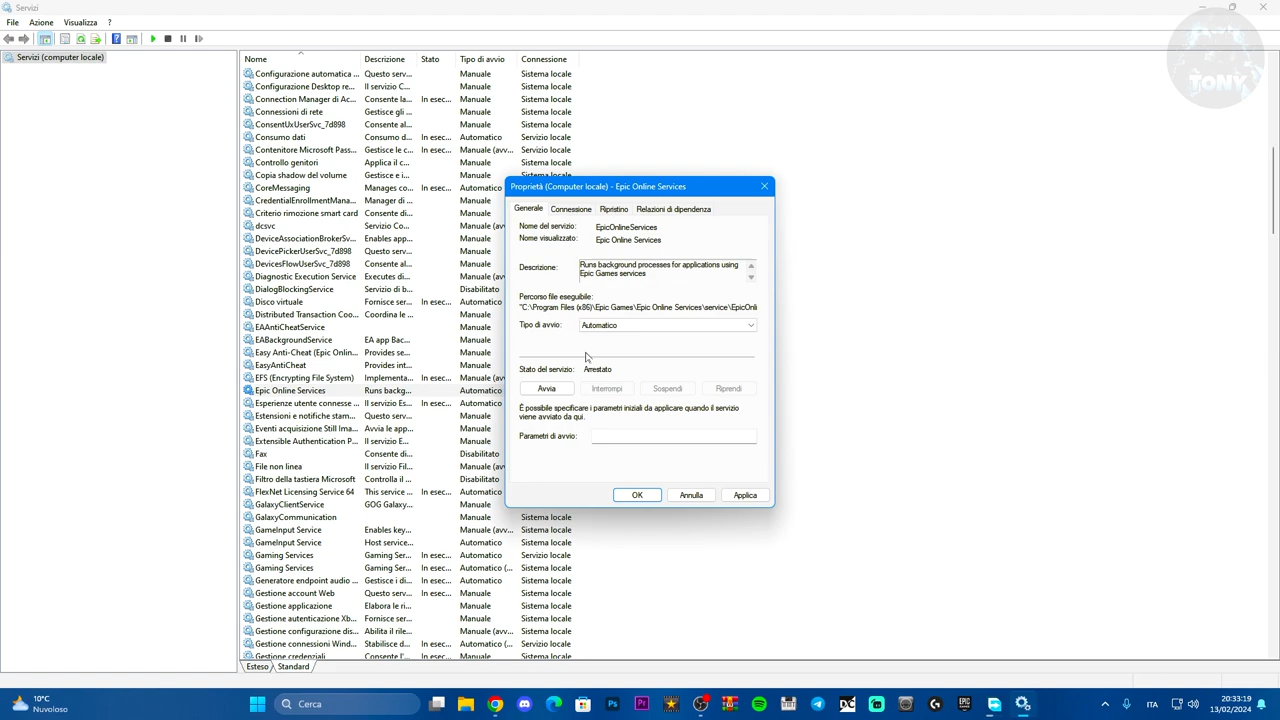 Servizi
File Azione Visualizza ?
Servizi (computer locale)
Nome Descrizione Stato Tipo di avvio Connessione
Configurazione automatica ... Questo serv... Manuale Sistema locale
Configurazione Desktop re... Il servizio C... Manuale Sistema locale
Connection Manager di Ac... Consente la... In esec... Manuale Sistema locale
Connessioni di rete Gestisce gli ... Manuale Sistema locale
ConsentUxUserSvc_7d898 Consente al... Manuale Sistema locale
Consumo dati Consumo d... In esec... Automatico Servizio locale
Contenitore Microsoft Pass... Gestisce le c... In esec... Manuale (avv... Sistema locale
Controllo genitori Applica il c... Manuale Sistema locale
Copia shadow del volume Gestisce e i... Manuale Sistema locale
CoreMessaging Manages co... In esec... Automatico
CredentialEnrollmentMana... Manager di ... Manuale
Criterio rimozione smart card Consente di... Manuale
dcsvc Servizio Co... Manuale (av
DeviceAssociationBrokerSv... Enables app... Manuale
DevicePickerUserSvc_7d898 Questo serv... Manuale
DevicesFlowUserSvc_7d898 Consente al... Manuale
Diagnostic Execution Service Executes di... Manuale (av
DialogBlockingService Dialog Bloc... Disabilitato
Disco virtuale Fornisce ser... Manuale
Distributed Transaction Coo... Coordina le ... Manuale
EAAntiCheatService Manuale
EABackgroundService EA app Bac... Manuale
Easy Anti-Cheat (Epic Onlin... Provides se... Manuale
EasyAntiCheat Provides int... Manuale
EFS (Encrypting File System) Implementa... Manuale (av
Epic Online Services Runs backg... Automatico
Esperienze utente connesse ... Il servizio Es... In esec... Automatico
Estensioni e notifiche stam... Questo serv... Manuale
Eventi acquisizione Still Ima... Avvia le app... Manuale
Extensible Authentication P... Il servizio E... Manuale
Fax Disabilitato
File non linea Il servizio Fil... Manuale (av
Filtro della tastiera Microsoft Controlla il ... Disabilitato
FlexNet Licensing Service 64 This service ... In esec... Manuale
GalaxyClientService GOG Galaxy... Manuale
GalaxyCommunication Manuale Sistema locale
GameInput Service Enables key... Manuale (avv... Sistema locale
GameInput Service Host service... Automatico Sistema locale
Gaming Services Gaming Ser... In esec... Automatico Servizio locale
Gaming Services Gaming Ser... In esec... Automatico (... Sistema locale
Generatore endpoint audio ... Gestisce i di... In esec... Automatico Sistema locale
Gestione account Web Questo serv... In esec... Manuale Sistema locale
Gestione applicazione Elabora le ri... Manuale Sistema locale
Gestione autenticazione Xb... Fornisce ser... Manuale Sistema locale
Gestione configurazione dis... Abilita il rile... Manuale (avv... Sistema locale
Gestione connessioni Wind... Stabilisce d... In esec... Automatico (... Servizio locale
Gestione credenziali Consente l'... In esec... Manuale Sistema locale
Esteso Standard
Proprietà (Computer locale) - Epic Online Services
Generale Connessione Ripristino Relazioni di dipendenza
Nome del servizio: EpicOnlineServices
Nome visualizzato: Epic Online Services
Descrizione: Runs background processes for applications using
Epic Games services
Percorso file eseguibile:
"C:\Program Files (x86)\Epic Games\Epic Online Services\service\EpicOnli
Tipo di avvio: Automatico
Stato del servizio: Arrestato
Avvia Interrompi Sospendi Riprendi
È possibile specificare i parametri iniziali da applicare quando il servizio
viene avviato da qui.
Parametri di avvio:
OK Annulla Applica
TONY
10°C
Nuvoloso
Cerca
ITA
20:33:19
13/02/2024